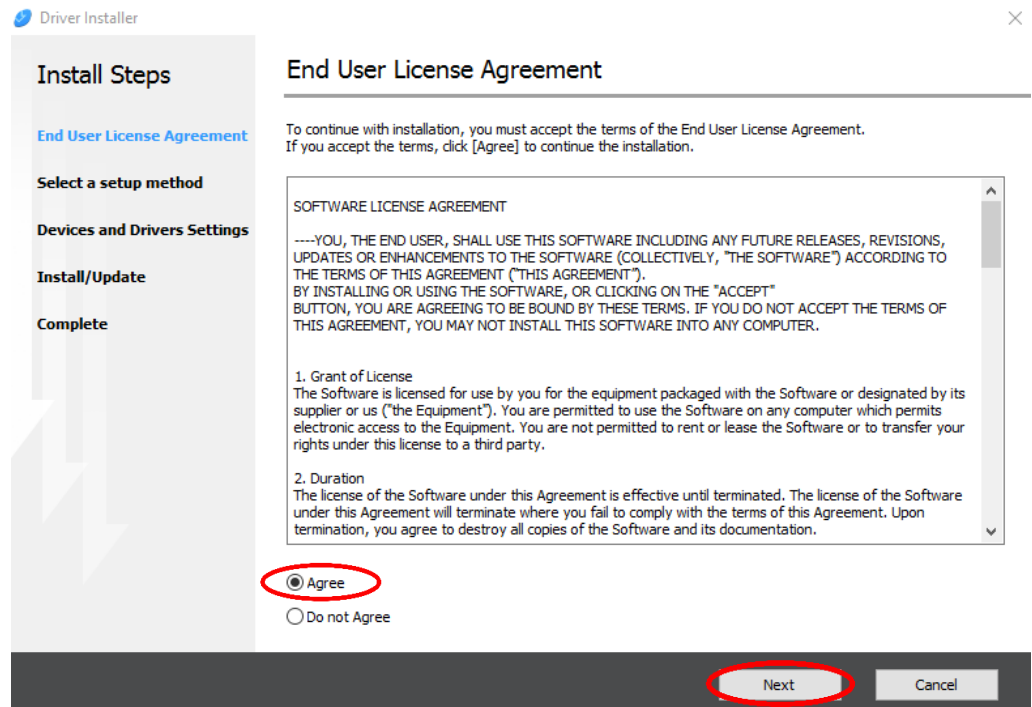 Driver Installer
Install Steps
End User License Agreement
Select a setup method
Devices and Drivers Settings
Install/Update
Complete
End User License Agreement
To continue with installation, you must accept the terms of the End User License Agreement.
If you accept the terms, click [Agree] to continue the installation.
SOFTWARE LICENSE AGREEMENT
----YOU, THE END USER, SHALL USE THIS SOFTWARE INCLUDING ANY FUTURE RELEASES, REVISIONS,
UPDATES OR ENHANCEMENTS TO THE SOFTWARE (COLLECTIVELY, "THE SOFTWARE") ACCORDING TO
THE TERMS OF THIS AGREEMENT ("THIS AGREEMENT").
BY INSTALLING OR USING THE SOFTWARE, OR CLICKING ON THE "ACCEPT"
BUTTON, YOU ARE AGREEING TO BE BOUND BY THESE TERMS. IF YOU DO NOT ACCEPT THE TERMS OF
THIS AGREEMENT, YOU MAY NOT INSTALL THIS SOFTWARE INTO ANY COMPUTER.
1. Grant of License
The Software is licensed for use by you for the equipment packaged with the Software or designated by its
supplier or us ("the Equipment"). You are permitted to use the Software on any computer which permits
electronic access to the Equipment. You are not permitted to rent or lease the Software or to transfer your
rights under this license to a third party.
2. Duration
The license of the Software under this Agreement is effective until terminated. The license of the Software
under this Agreement will terminate where you fail to comply with the terms of this Agreement. Upon
termination, you agree to destroy all copies of the Software and its documentation.
Agree
Do not Agree
Next
Cancel